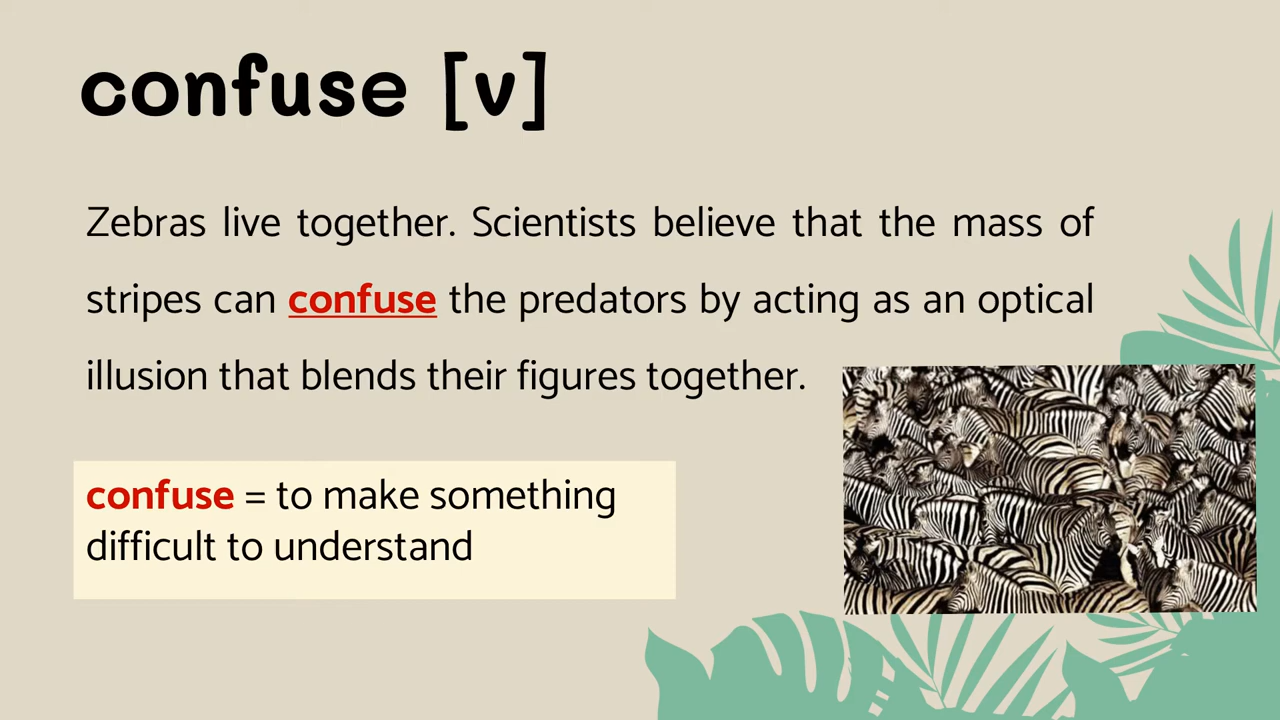 confuse [v]
Zebras live together. Scientists believe that the mass of
stripes can confuse the predators by acting as an optical
illusion that blends their figures together.
confuse = to make something
difficult to understand